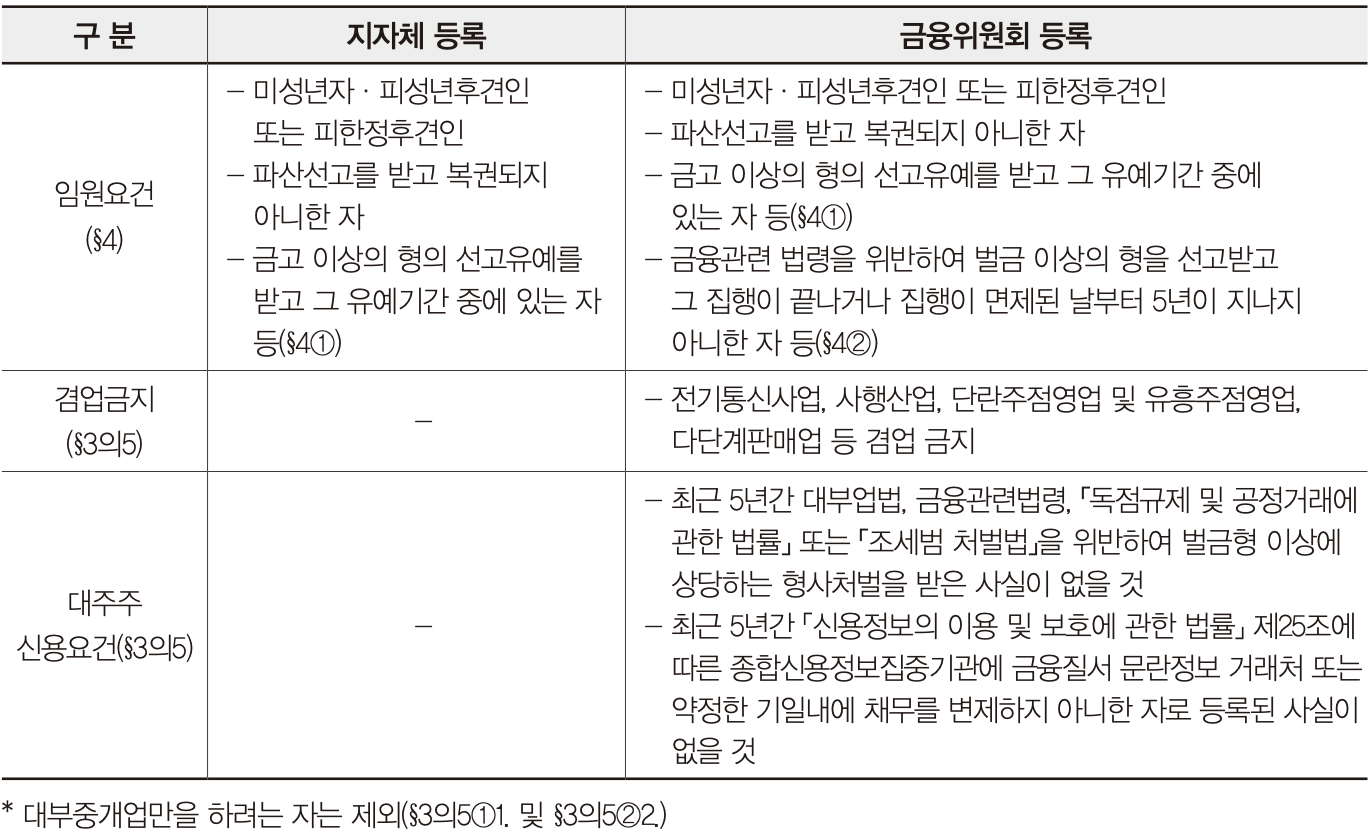 구 분
지자체 등록
금융위원회 등록
임원요건
(§4)
– 미성년자 · 피성년후견인
또는 피한정후견인
– 파산선고를 받고 복권되지
아니한 자
– 금고 이상의 형의 선고유예를
받고 그 유예기간 중에 있는 자
등(§4①)
– 미성년자 · 피성년후견인 또는 피한정후견인
– 파산선고를 받고 복권되지 아니한 자
– 금고 이상의 형의 선고유예를 받고 그 유예기간 중에
있는 자 등(§4①)
– 금융관련 법령을 위반하여 벌금 이상의 형을 선고받고
그 집행이 끝나거나 집행이 면제된 날부터 5년이 지나지
아니한 자 등(§4②)
겸업금지
(§3의5)
–
– 전기통신사업, 사행산업, 단란주점영업 및 유흥주점영업,
다단계판매업 등 겸업 금지
대주주
신용요건(§3의5)
–
– 최근 5년간 대부업법, 금융관련법령, 「독점규제 및 공정거래에
관한 법률」 또는 「조세범 처벌법」을 위반하여 벌금형 이상에
상당하는 형사처벌을 받은 사실이 없을 것
– 최근 5년간 「신용정보의 이용 및 보호에 관한 법률」 제25조에
따른 종합신용정보집중기관에 금융질서 문란정보 거래처 또는
약정한 기일내에 채무를 변제하지 아니한 자로 등록된 사실이
없을 것
* 대부중개업만을 하려는 자는 제외(§3의5①1. 및 §3의5②2.)